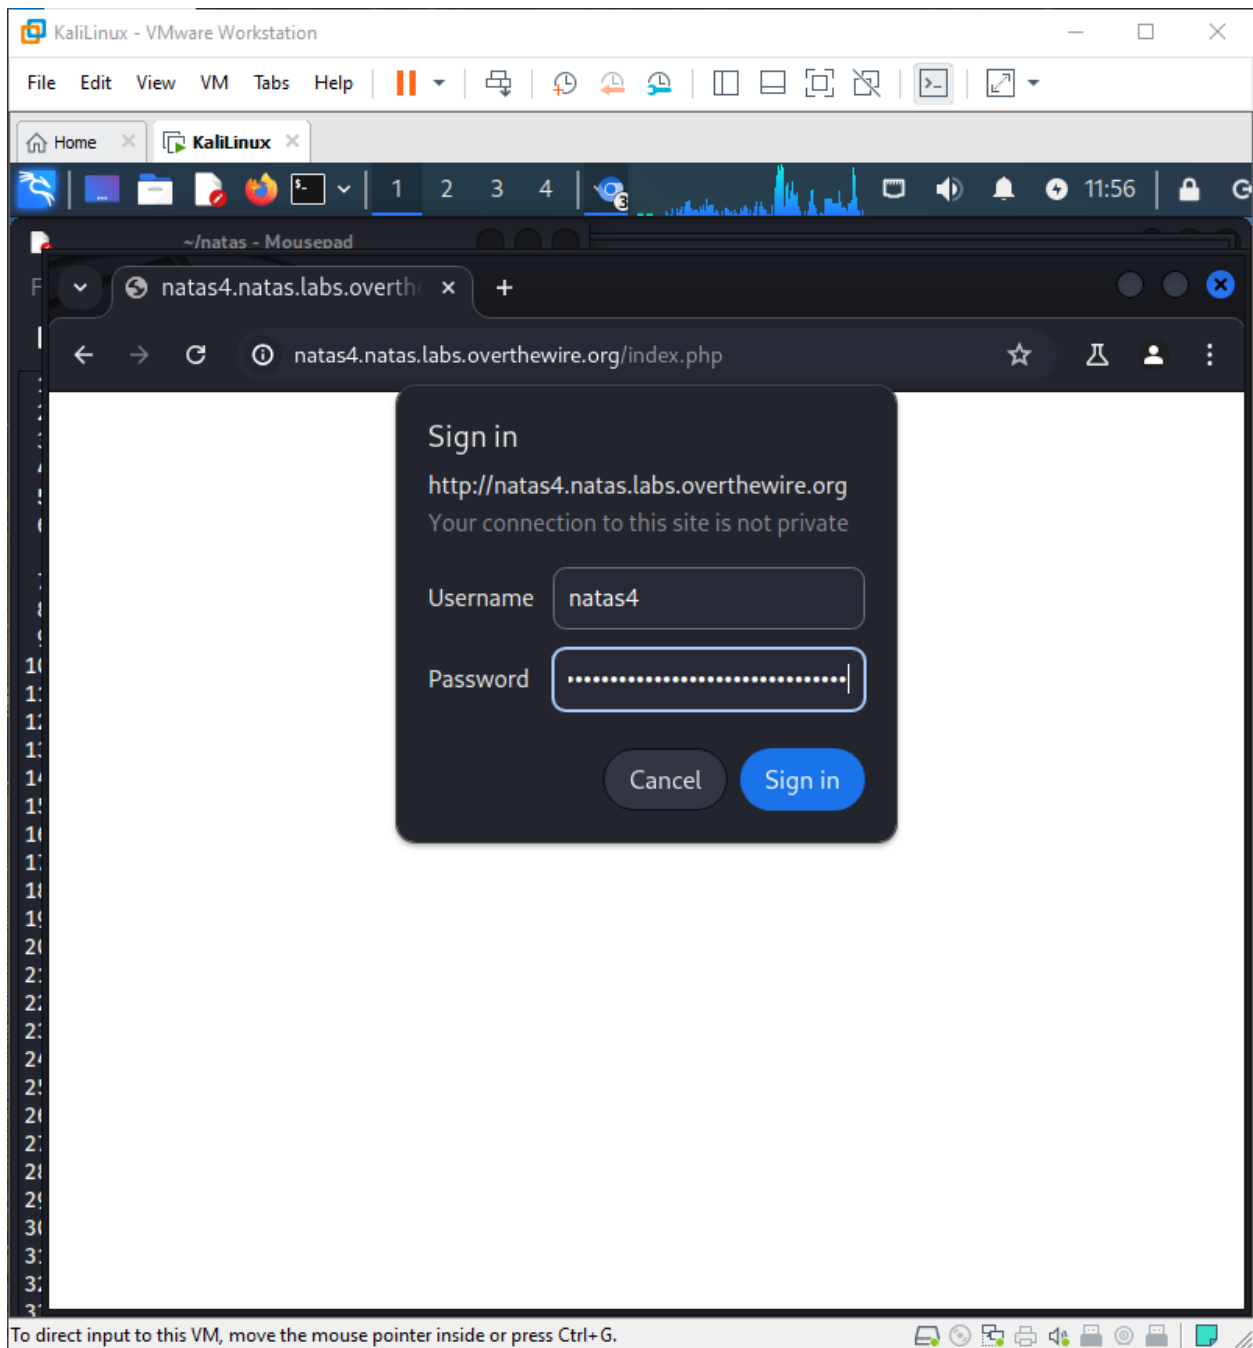 KaliLinux - VMware Workstation
File Edit View VM Tabs Help
Home KaliLinux
1 2 3 4 3 11:56
~/natas - Mousepad
natas4.natas.labs.overth
natas4.natas.labs.overthewire.org/index.php
Sign in
http://natas4.natas.labs.overthewire.org
Your connection to this site is not private
Username natas4
Password ••••••••••••••••••••••••••••••••
Cancel Sign in
To direct input to this VM, move the mouse pointer inside or press Ctrl+G.